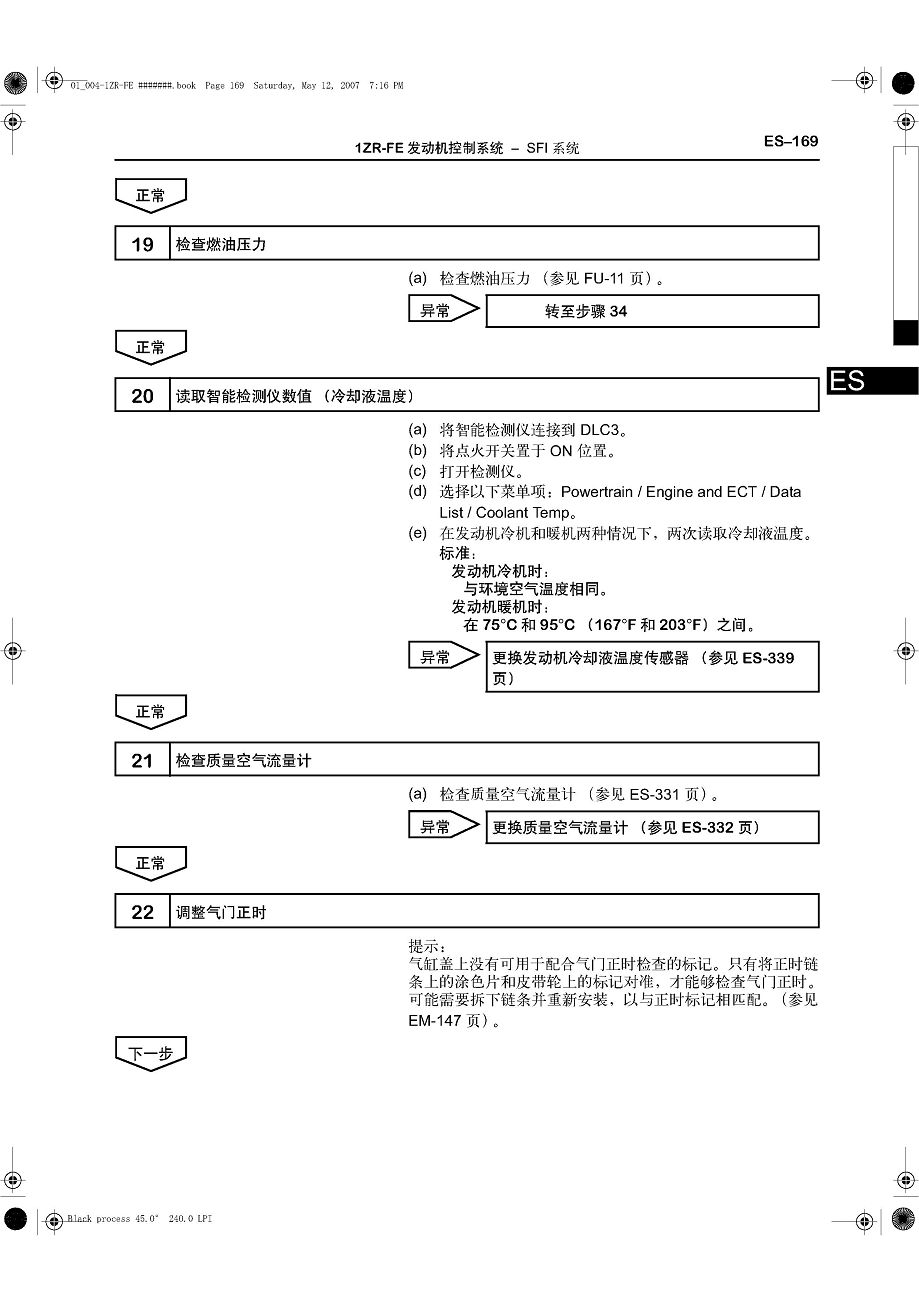 01_004-1ZR-FE #######.book Page 169 Saturday, May 12, 2007 7:16 PM
1ZR-FE 发动机控制系统 – SFI 系统
ES–169
正常
19 检查燃油压力
(a) 检查燃油压力（参见 FU-11 页）。
异常 转至步骤 34
正常
ES
20 读取智能检测仪数值（冷却液温度）
(a) 将智能检测仪连接到 DLC3。
(b) 将点火开关置于 ON 位置。
(c) 打开检测仪。
(d) 选择以下菜单项：Powertrain / Engine and ECT / Data
List / Coolant Temp。
(e) 在发动机冷机和暖机两种情况下，两次读取冷却液温度。
标准：
发动机冷机时：
与环境空气温度相同。
发动机暖机时：
在 75°C 和 95°C （167°F 和 203°F）之间。
异常 更换发动机冷却液温度传感器（参见 ES-339
页）
正常
21 检查质量空气流量计
(a) 检查质量空气流量计（参见 ES-331 页）。
异常 更换质量空气流量计（参见 ES-332 页）
正常
22 调整气门正时
提示：
气缸盖上没有可用于配合气门正时检查的标记。只有将正时链
条上的涂色片和皮带轮上的标记对准，才能够检查气门正时。
可能需要拆下链条并重新安装，以与正时标记相匹配。（参见
EM-147 页）。
下一步
Black process 45.0° 240.0 LPI